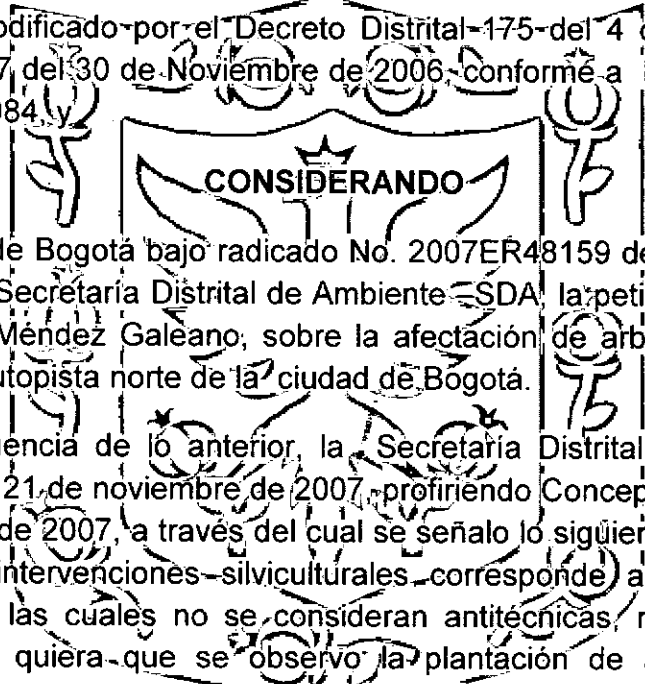 odificado por el Decreto Distrital 175 del 4
7 del 30 de Noviembre de 2006, conforme a
984, y
CONSIDERANDO
de Bogotá bajo radicado No. 2007ER48159 de
Secretaría Distrital de Ambiente – SDA, la peti
Méndez Galeano, sobre la afectación de arb
utopista norte de la ciudad de Bogotá.
uencia de lo anterior, la Secretaría Distrital
21 de noviembre de 2007, profiriendo Concep
de 2007, a través del cual se señalo lo siguien
intervenciones silviculturales corresponde a
las cuales no se consideran antitécnicas,
quiera que se observo la plantación de